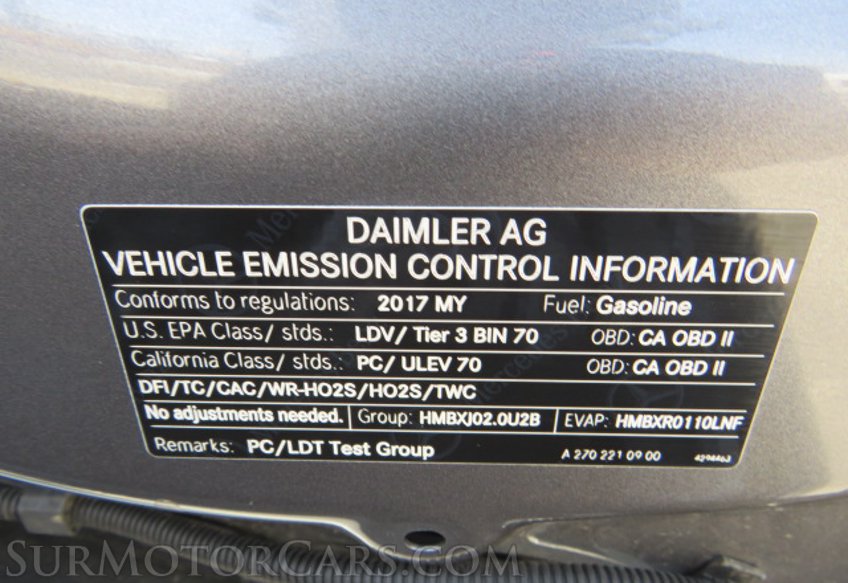 DAIMLER AG
VEHICLE EMISSION CONTROL INFORMATION
Conforms to regulations: 2017 MY Fuel: Gasoline
U.S. EPA Class/ stds.: LDV/ Tier 3 BIN 70 OBD: CA OBD II
California Class/ stds.: PC/ ULEV 70 OBD: CA OBD II
DFI/TC/CAC/WR-HO2S/HO2S/TWC
No adjustments needed. Group: HMBXJ02.0U2B EVAP: HMBXR0110LNF
Remarks: PC/LDT Test Group A 270 221 09 00 4294463
SurMotorCars.com